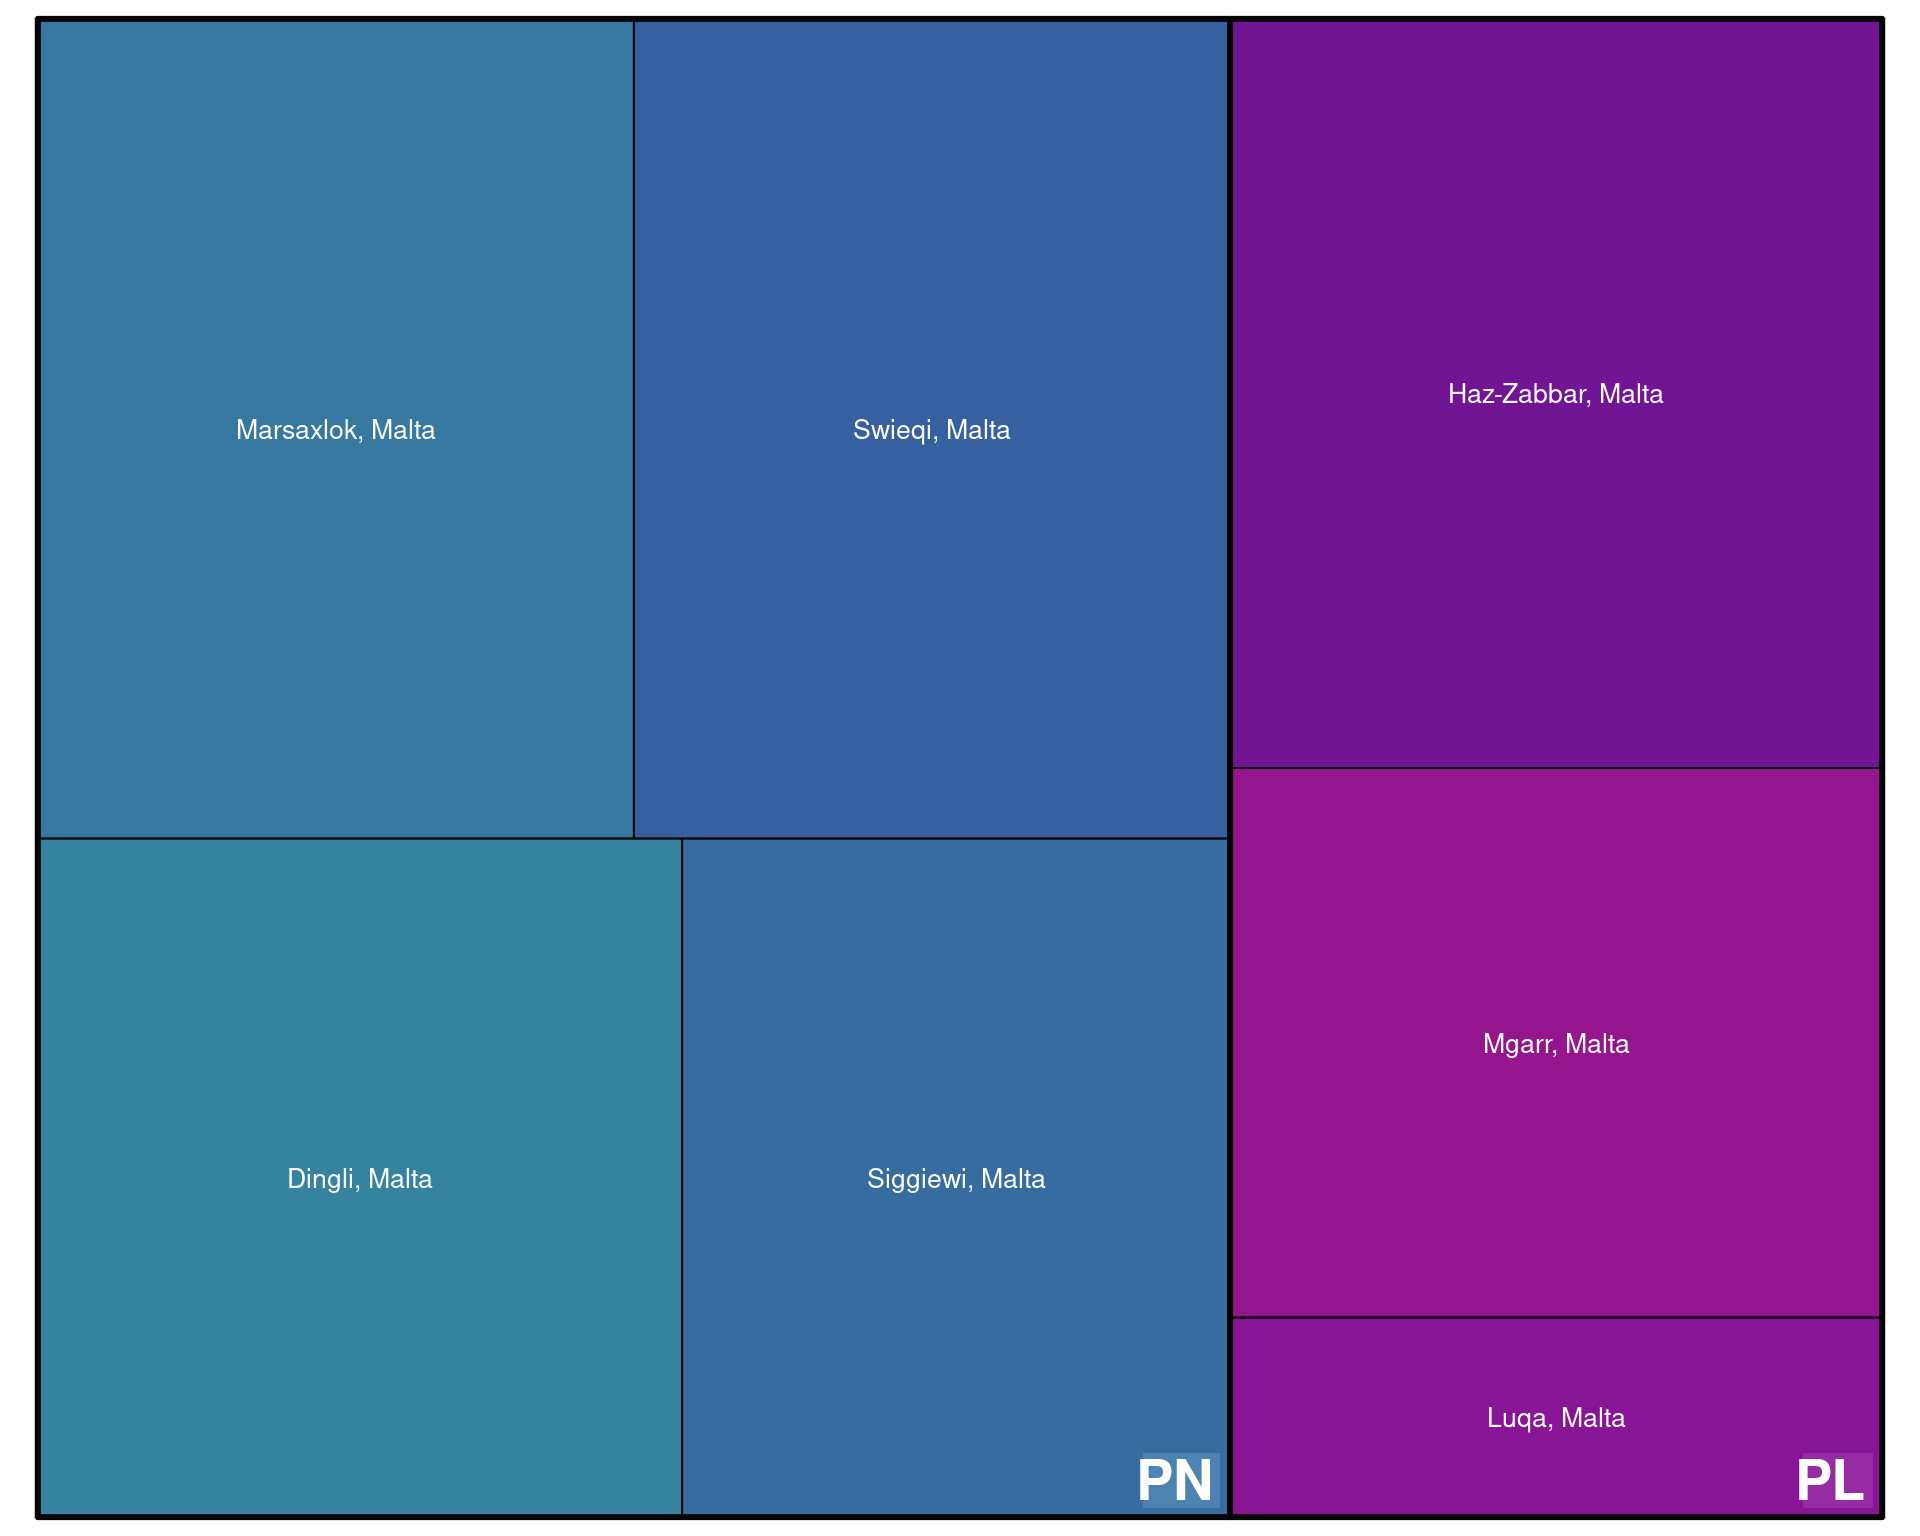 Marsaxlok, Malta
Swieqi, Malta
Haz-Zabbar, Malta
Mgarr, Malta
Dingli, Malta
Siggiewi, Malta
Luqa, Malta
PN
PL